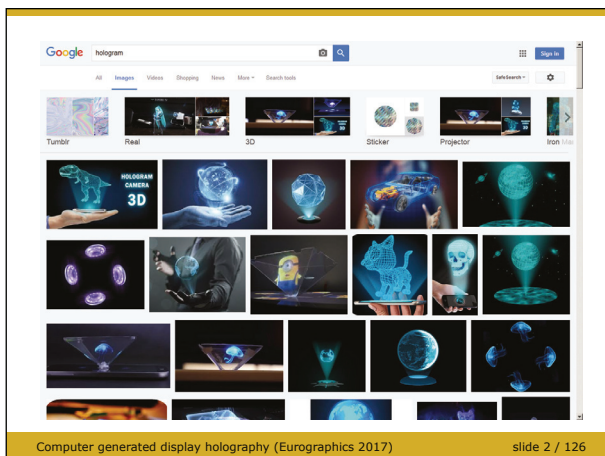 Google hologram Sign in
All Images Videos Shopping News More Search tools SafeSearch
Tumblr Real 3D Sticker Projector Iron Man
HOLOGRAM
CAMERA
3D
Computer generated display holography (Eurographics 2017) slide 2 / 126